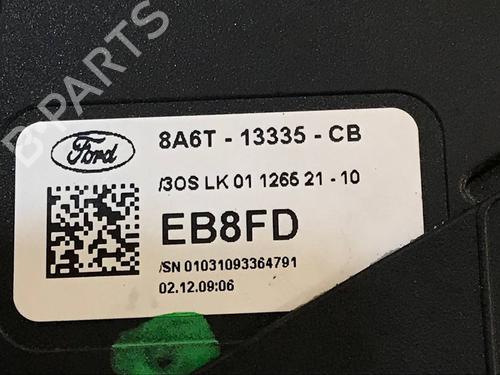 B-PARTS
Ford
8A6T - 13335 - CB
/3OS LK 01 1266 21 - 10
EB8FD
/SN 01031093364791
02.12.09:06